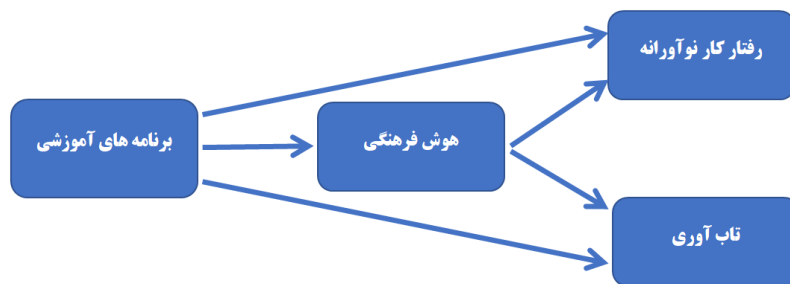 رفتار کار نوآورانه
هوش فرهنگی
برنامه های آموزشی
تاب آوری